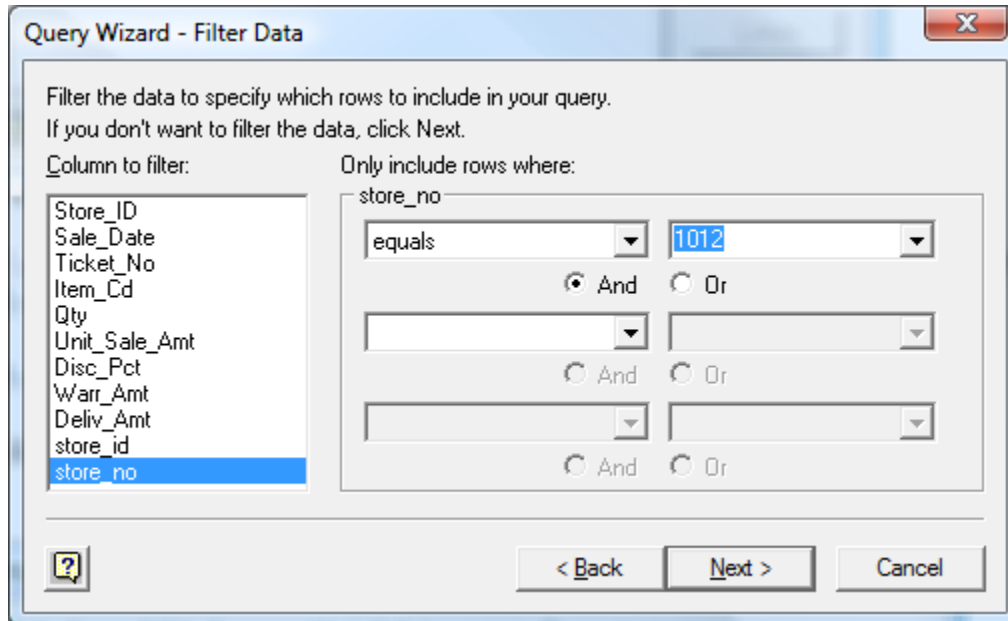 Query Wizard - Filter Data
X
Filter the data to specify which rows to include in your query.
If you don't want to filter the data, click Next.
Column to filter:
Only include rows where:
Store_ID
Sale_Date
Ticket_No
Item_Cd
Qty
Unit_Sale_Amt
Disc_Pct
Warr_Amt
Deliv_Amt
store_id
store_no
store_no
equals
1012
And Or
And Or
And Or
?
< Back
Next >
Cancel